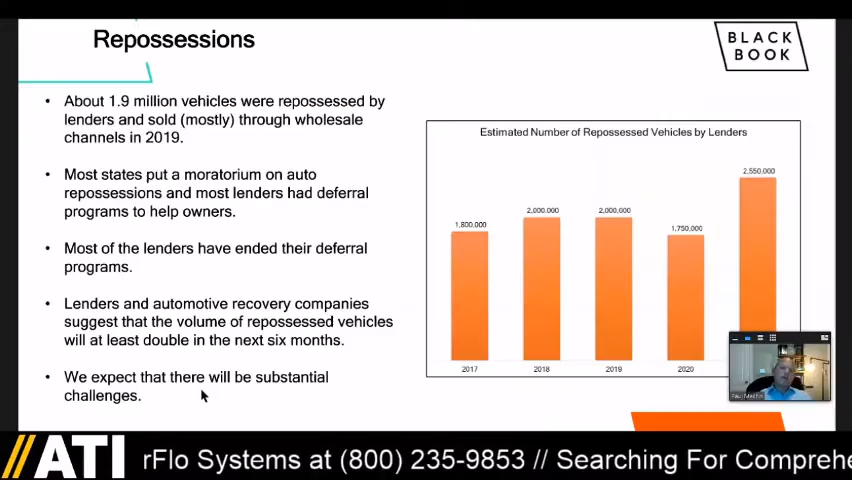 Repossessions
BLACK
BOOK
• About 1.9 million vehicles were repossessed by
lenders and sold (mostly) through wholesale
channels in 2019.
• Most states put a moratorium on auto
repossessions and most lenders had deferral
programs to help owners.
• Most of the lenders have ended their deferral
programs.
• Lenders and automotive recovery companies
suggest that the volume of repossessed vehicles
will at least double in the next six months.
• We expect that there will be substantial
challenges.
Estimated Number of Repossessed Vehicles by Lenders
1,800,000
2,000,000
2,000,000
1,750,000
2,550,000
2017
2018
2019
2020
Paul
ATI
rFlo Systems at (800) 235-9853 // Searching For Comprehe